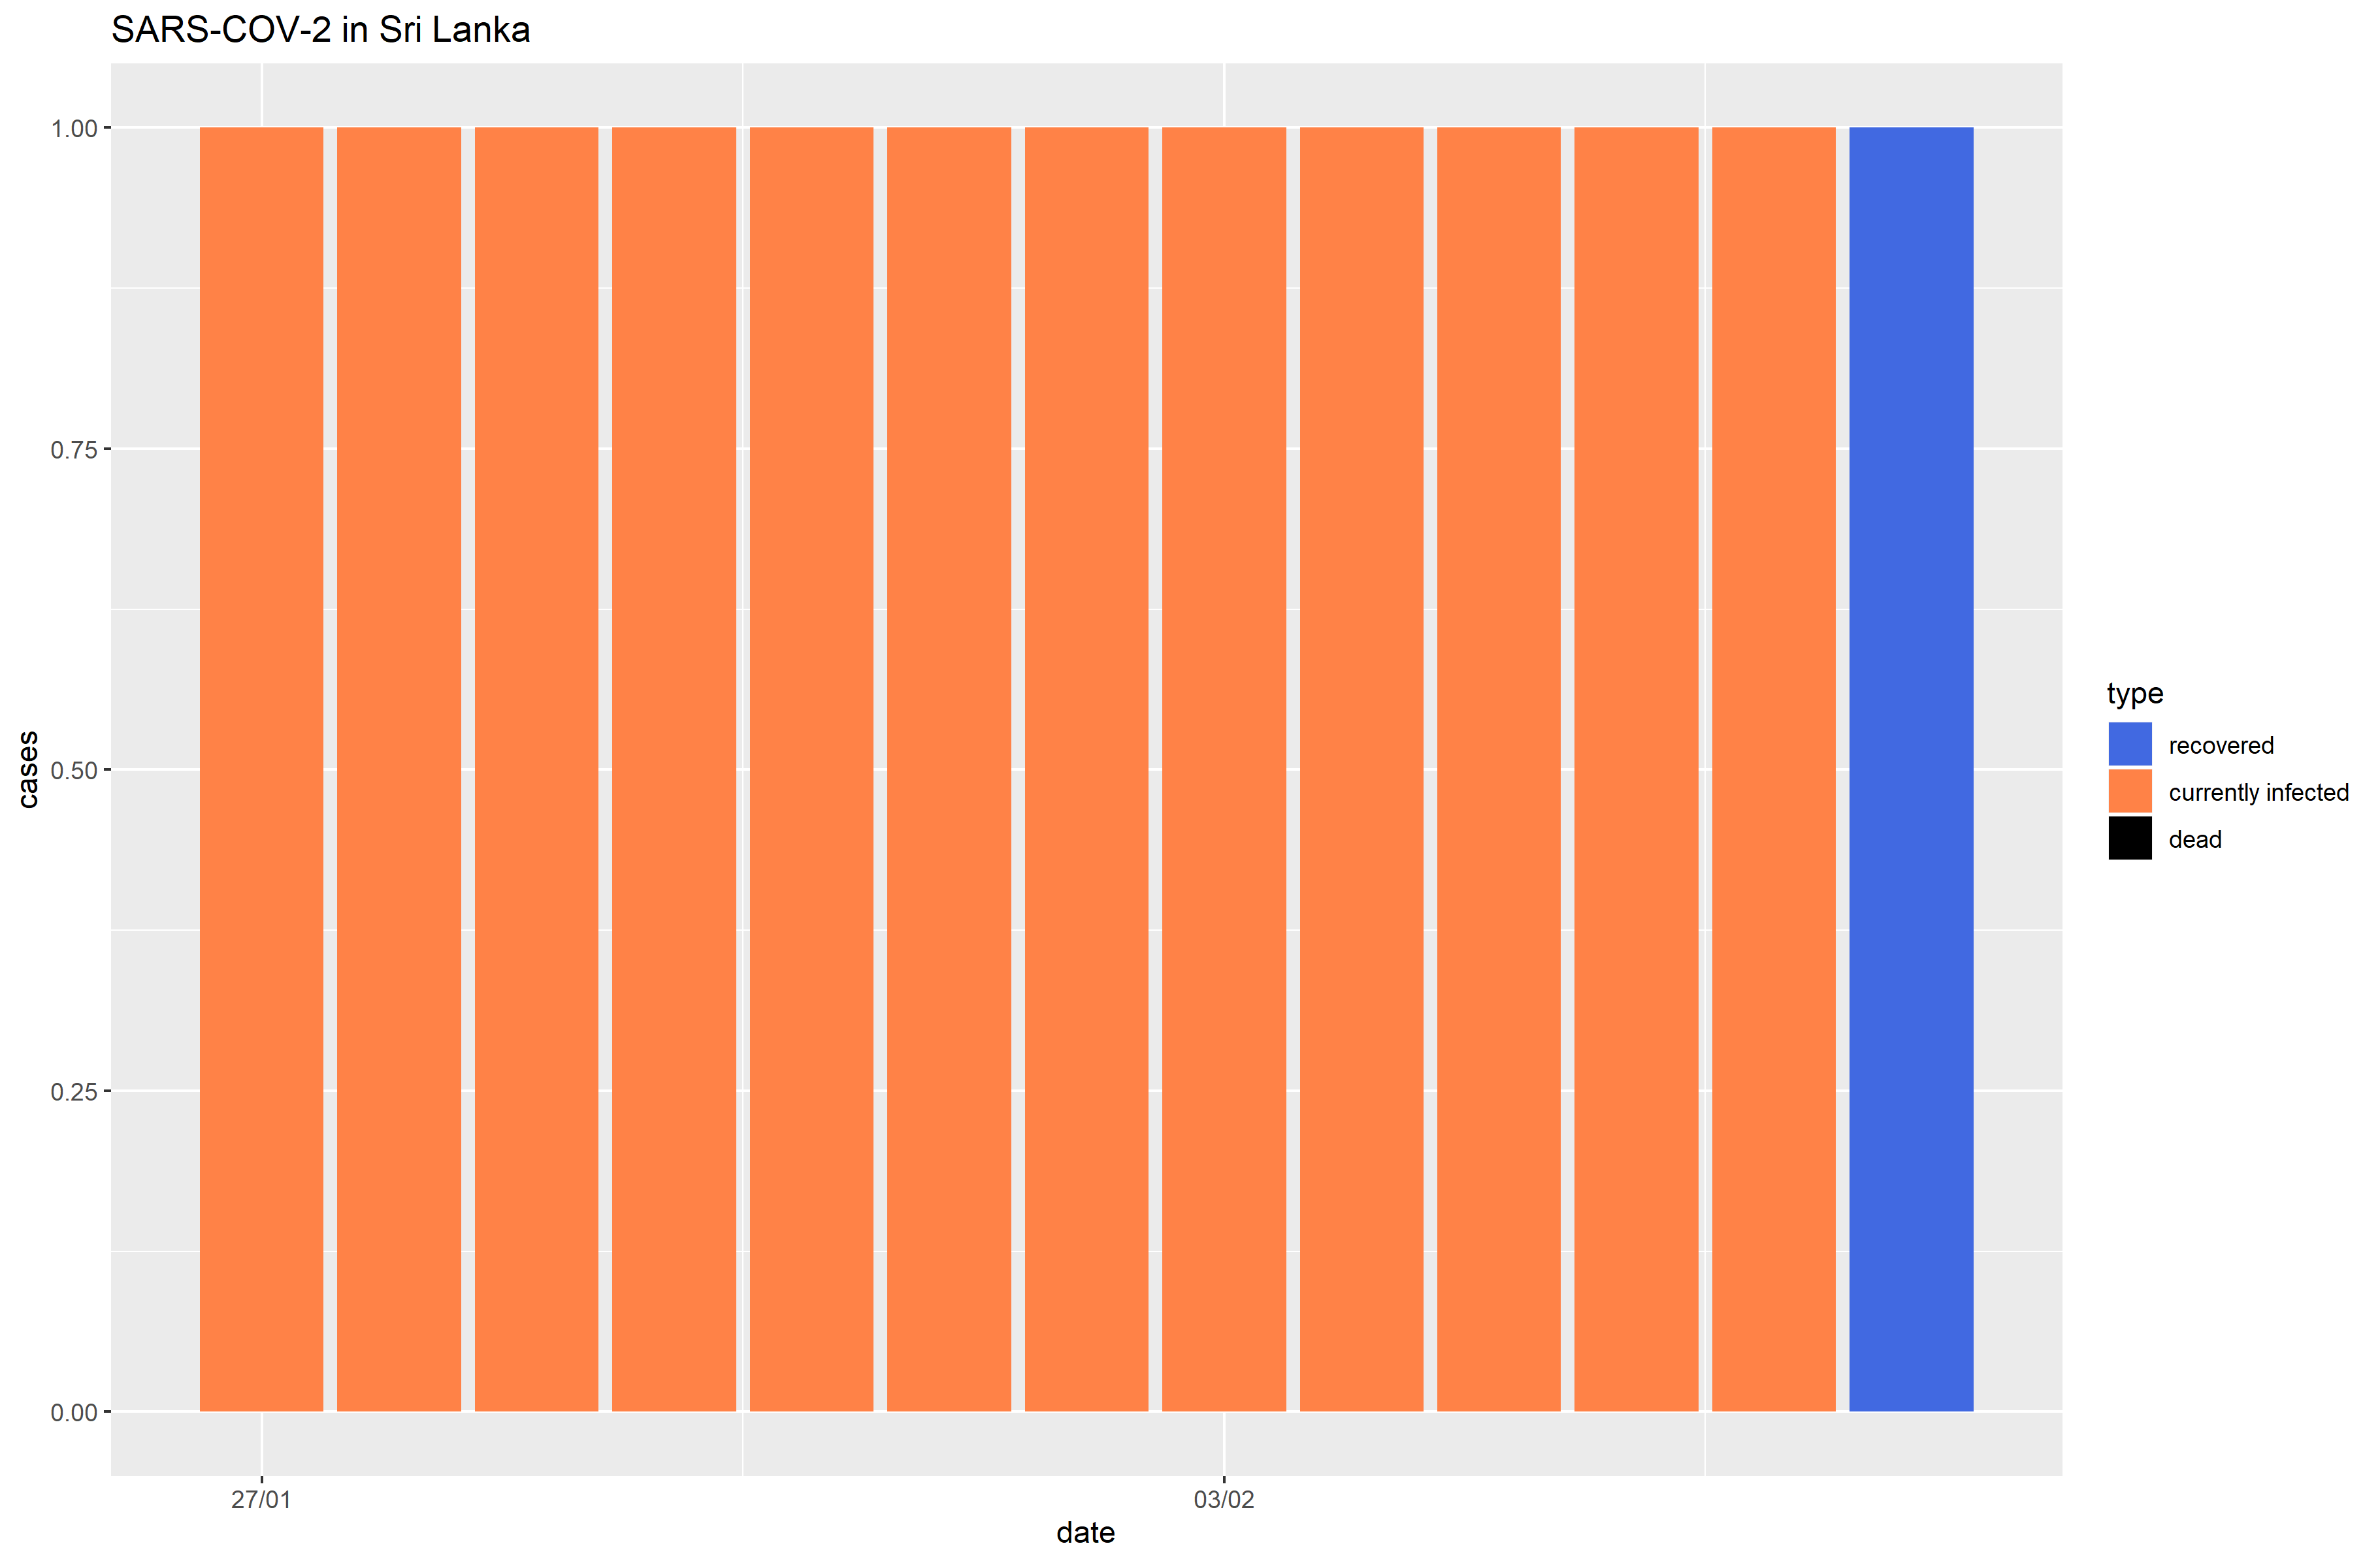 SARS-COV-2 in Sri Lanka
cases
1.00
0.75
0.50
0.25
0.00
27/01
03/02
date
type
recovered
currently infected
dead